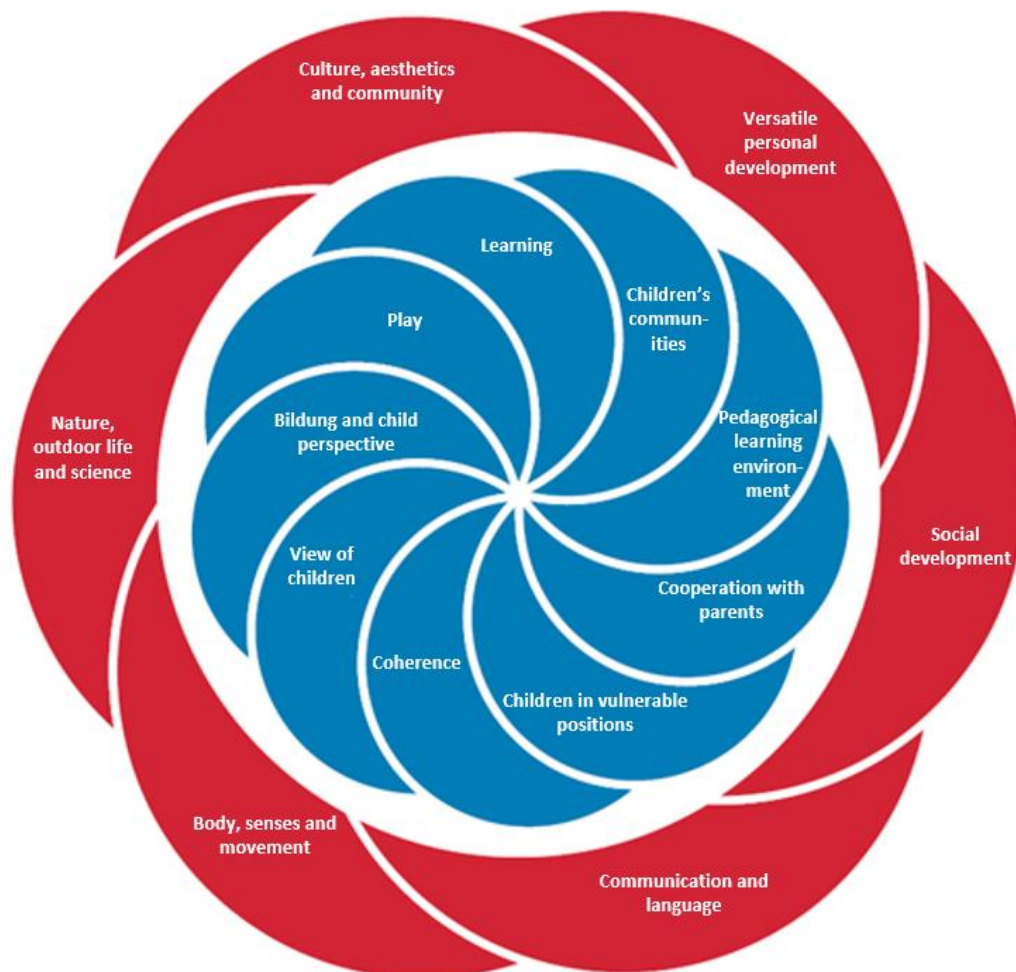 Culture, aesthetics
and community
Versatile
personal
development
Learning
Children's
commun-
ities
Play
Pedagogical
learning
environ-
ment
Bildung and child
perspective
Nature,
outdoor life
and science
Social
development
View of
children
Cooperation with
parents
Coherence
Children in vulnerable
positions
Body, senses and
movement
Communication and
language